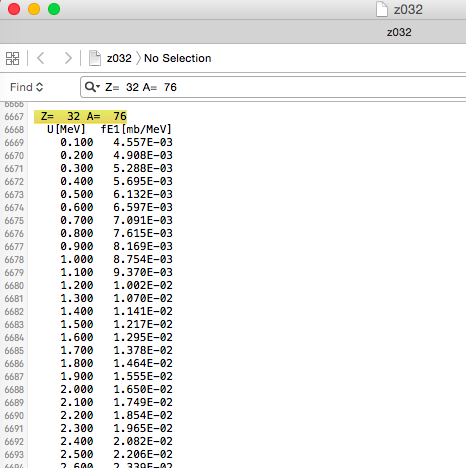 z032
z032
z032 No Selection
Find Z=  32 A=  76
6666
6667 Z=  32 A=  76
6668 U[MeV]  fE1[mb/MeV]
6669 0.100   4.557E-03
6670 0.200   4.908E-03
6671 0.300   5.288E-03
6672 0.400   5.695E-03
6673 0.500   6.132E-03
6674 0.600   6.597E-03
6675 0.700   7.091E-03
6676 0.800   7.615E-03
6677 0.900   8.169E-03
6678 1.000   8.754E-03
6679 1.100   9.370E-03
6680 1.200   1.002E-02
6681 1.300   1.070E-02
6682 1.400   1.141E-02
6683 1.500   1.217E-02
6684 1.600   1.295E-02
6685 1.700   1.378E-02
6686 1.800   1.464E-02
6687 1.900   1.555E-02
6688 2.000   1.650E-02
6689 2.100   1.749E-02
6690 2.200   1.854E-02
6691 2.300   1.965E-02
6692 2.400   2.082E-02
6693 2.500   2.206E-02
6694 2.600   2.339E-02